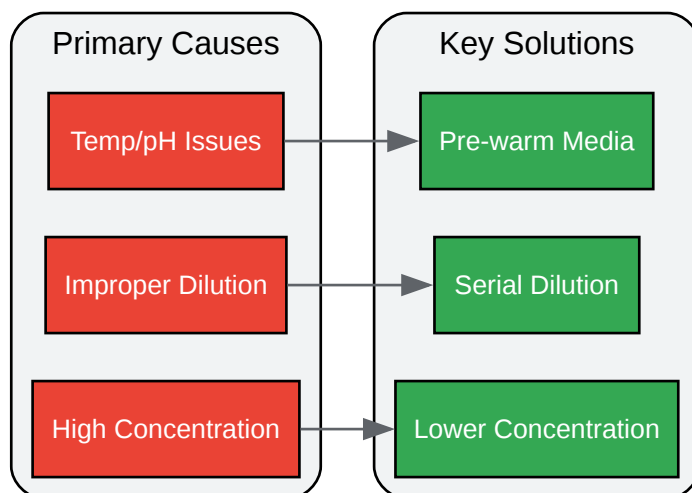 Primary Causes
Key Solutions
Temp/pH Issues
Pre-warm Media
Improper Dilution
Serial Dilution
High Concentration
Lower Concentration